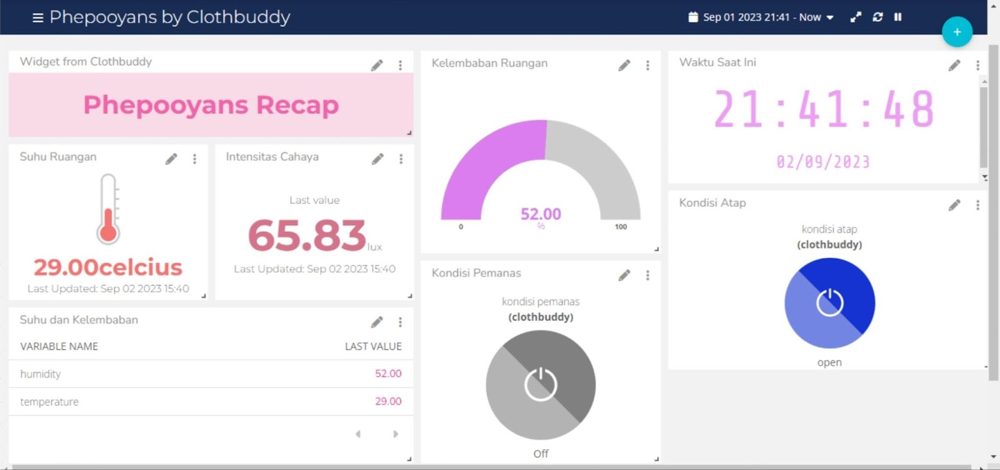 Phepooyans by Clothbuddy
Sep 01 2023 21:41 - Now
+
Widget from Clothbuddy
Phepooyans Recap
Suhu Ruangan
29.00celcius
Last Updated: Sep 02 2023 15:40
Intensitas Cahaya
Last value
65.83 lux
Last Updated: Sep 02 2023 15:40
Suhu dan Kelembaban
VARIABLE NAME LAST VALUE
humidity 52.00
temperature 29.00
Kelembaban Ruangan
52.00
%
0 100
Kondisi Pemanas
kondisi pemanas
(clothbuddy)
Off
Waktu Saat Ini
21:41:48
02/09/2023
Kondisi Atap
kondisi atap
(clothbuddy)
open